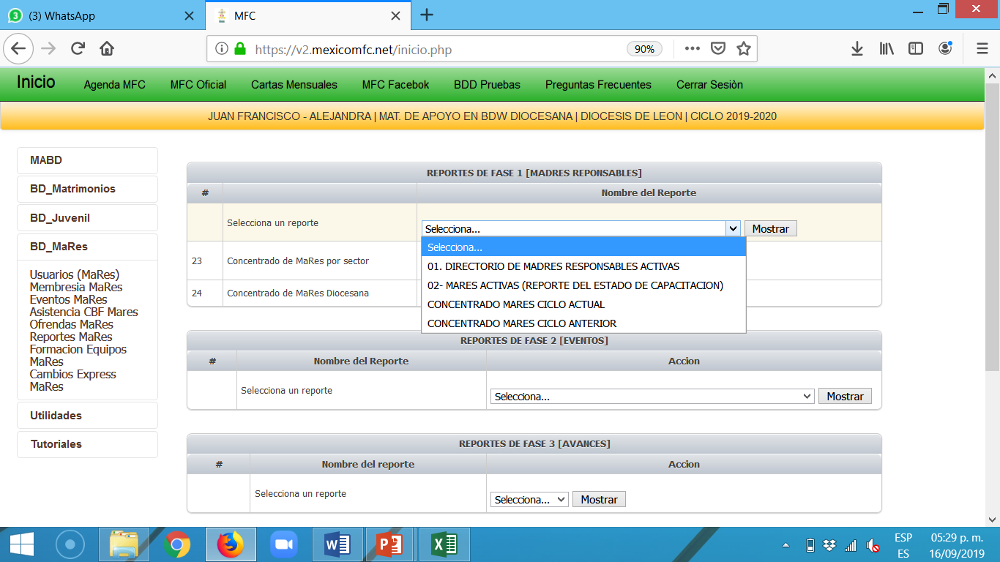 (3) WhatsApp
MFC
https://v2.mexicomfc.net/inicio.php
90%
Inicio
Agenda MFC
MFC Oficial
Cartas Mensuales
MFC Facebok
BDD Pruebas
Preguntas Frecuentes
Cerrar Sesiòn
JUAN FRANCISCO - ALEJANDRA | MAT. DE APOYO EN BDW DIOCESANA | DIOCESIS DE LEON | CICLO 2019-2020
MABD
BD_Matrimonios
BD_Juvenil
BD_MaRes
Usuarios (MaRes)
Membresia MaRes
Eventos MaRes
Asistencia CBF Mares
Ofrendas MaRes
Reportes MaRes
Formacion Equipos
MaRes
Cambios Express
MaRes
Utilidades
Tutoriales
REPORTES DE FASE 1 [MADRES REPONSABLES]
# Nombre del Reporte
Selecciona un reporte
Selecciona...
Mostrar
Selecciona...
01. DIRECTORIO DE MADRES RESPONSABLES ACTIVAS
02- MARES ACTIVAS (REPORTE DEL ESTADO DE CAPACITACION)
CONCENTRADO MARES CICLO ACTUAL
CONCENTRADO MARES CICLO ANTERIOR
23 Concentrado de MaRes por sector
24 Concentrado de MaRes Diocesana
REPORTES DE FASE 2 [EVENTOS]
# Nombre del Reporte Accion
Selecciona un reporte
Selecciona...
Mostrar
REPORTES DE FASE 3 [AVANCES]
# Nombre del reporte Accion
Selecciona un reporte
Selecciona...
Mostrar
ESP
ES
05:29 p. m.
16/09/2019